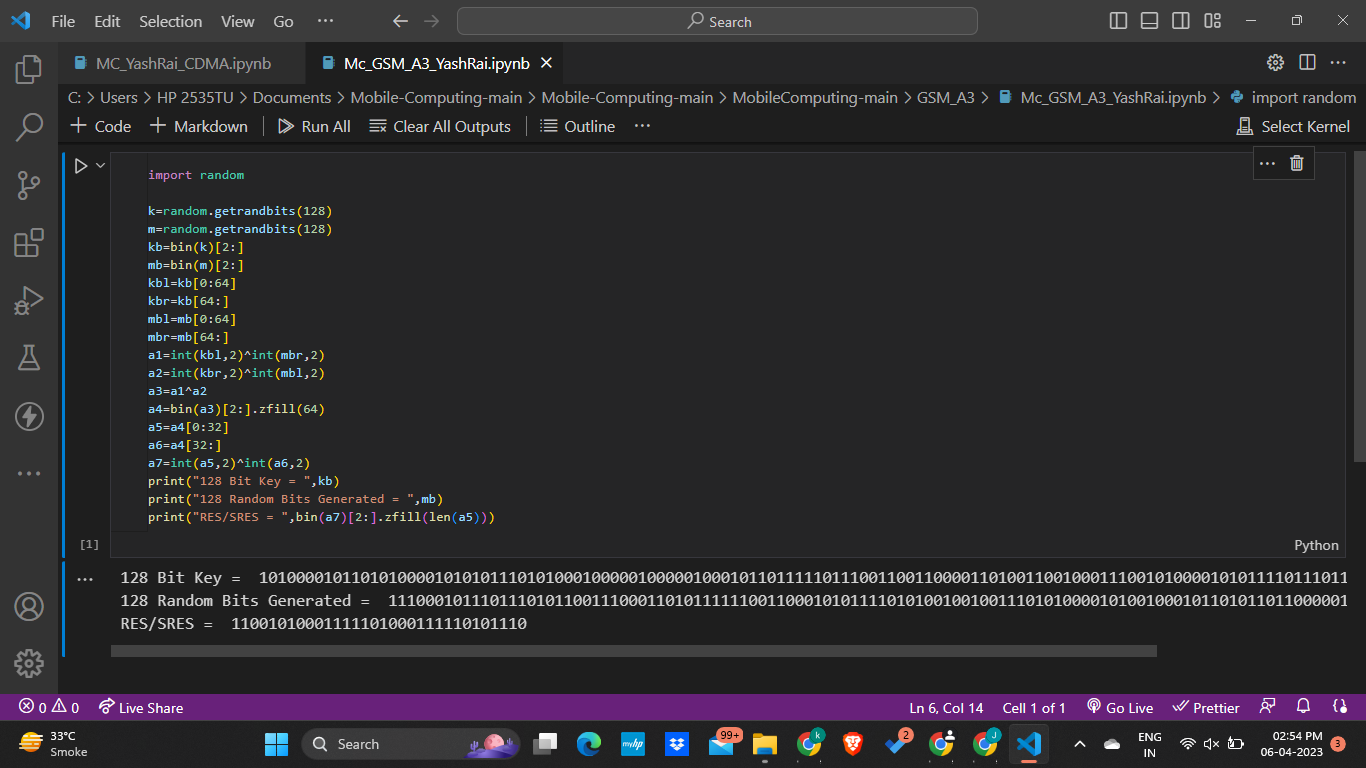 File Edit Selection View Go ··· Search
MC_YashRai_CDMA.ipynb Mc_GSM_A3_YashRai.ipynb
C: > Users > HP 2535TU > Documents > Mobile-Computing-main > Mobile-Computing-main > MobileComputing-main > GSM_A3 > Mc_GSM_A3_YashRai.ipynb > import random
+ Code + Markdown Run All Clear All Outputs Outline ··· Select Kernel
import random
k=random.getrandbits(128)
m=random.getrandbits(128)
kb=bin(k)[2:]
mb=bin(m)[2:]
kbl=kb[0:64]
kbr=kb[64:]
mbl=mb[0:64]
mbr=mb[64:]
a1=int(kbl,2)^int(mbr,2)
a2=int(kbr,2)^int(mbl,2)
a3=a1^a2
a4=bin(a3)[2:].zfill(64)
a5=a4[0:32]
a6=a4[32:]
a7=int(a5,2)^int(a6,2)
print("128 Bit Key = ",kb)
print("128 Random Bits Generated = ",mb)
print("RES/SRES = ",bin(a7)[2:].zfill(len(a5)))
[1] Python
128 Bit Key =
128 Random Bits Generated =
RES/SRES = 11001010001111101000111110101110
0 0 Live Share Ln 6, Col 14 Cell 1 of 1 Go Live Prettier
33°C
Smoke
Search
myhp
99+
k
2
J
ENG
IN
02:54 PM
06-04-2023
3